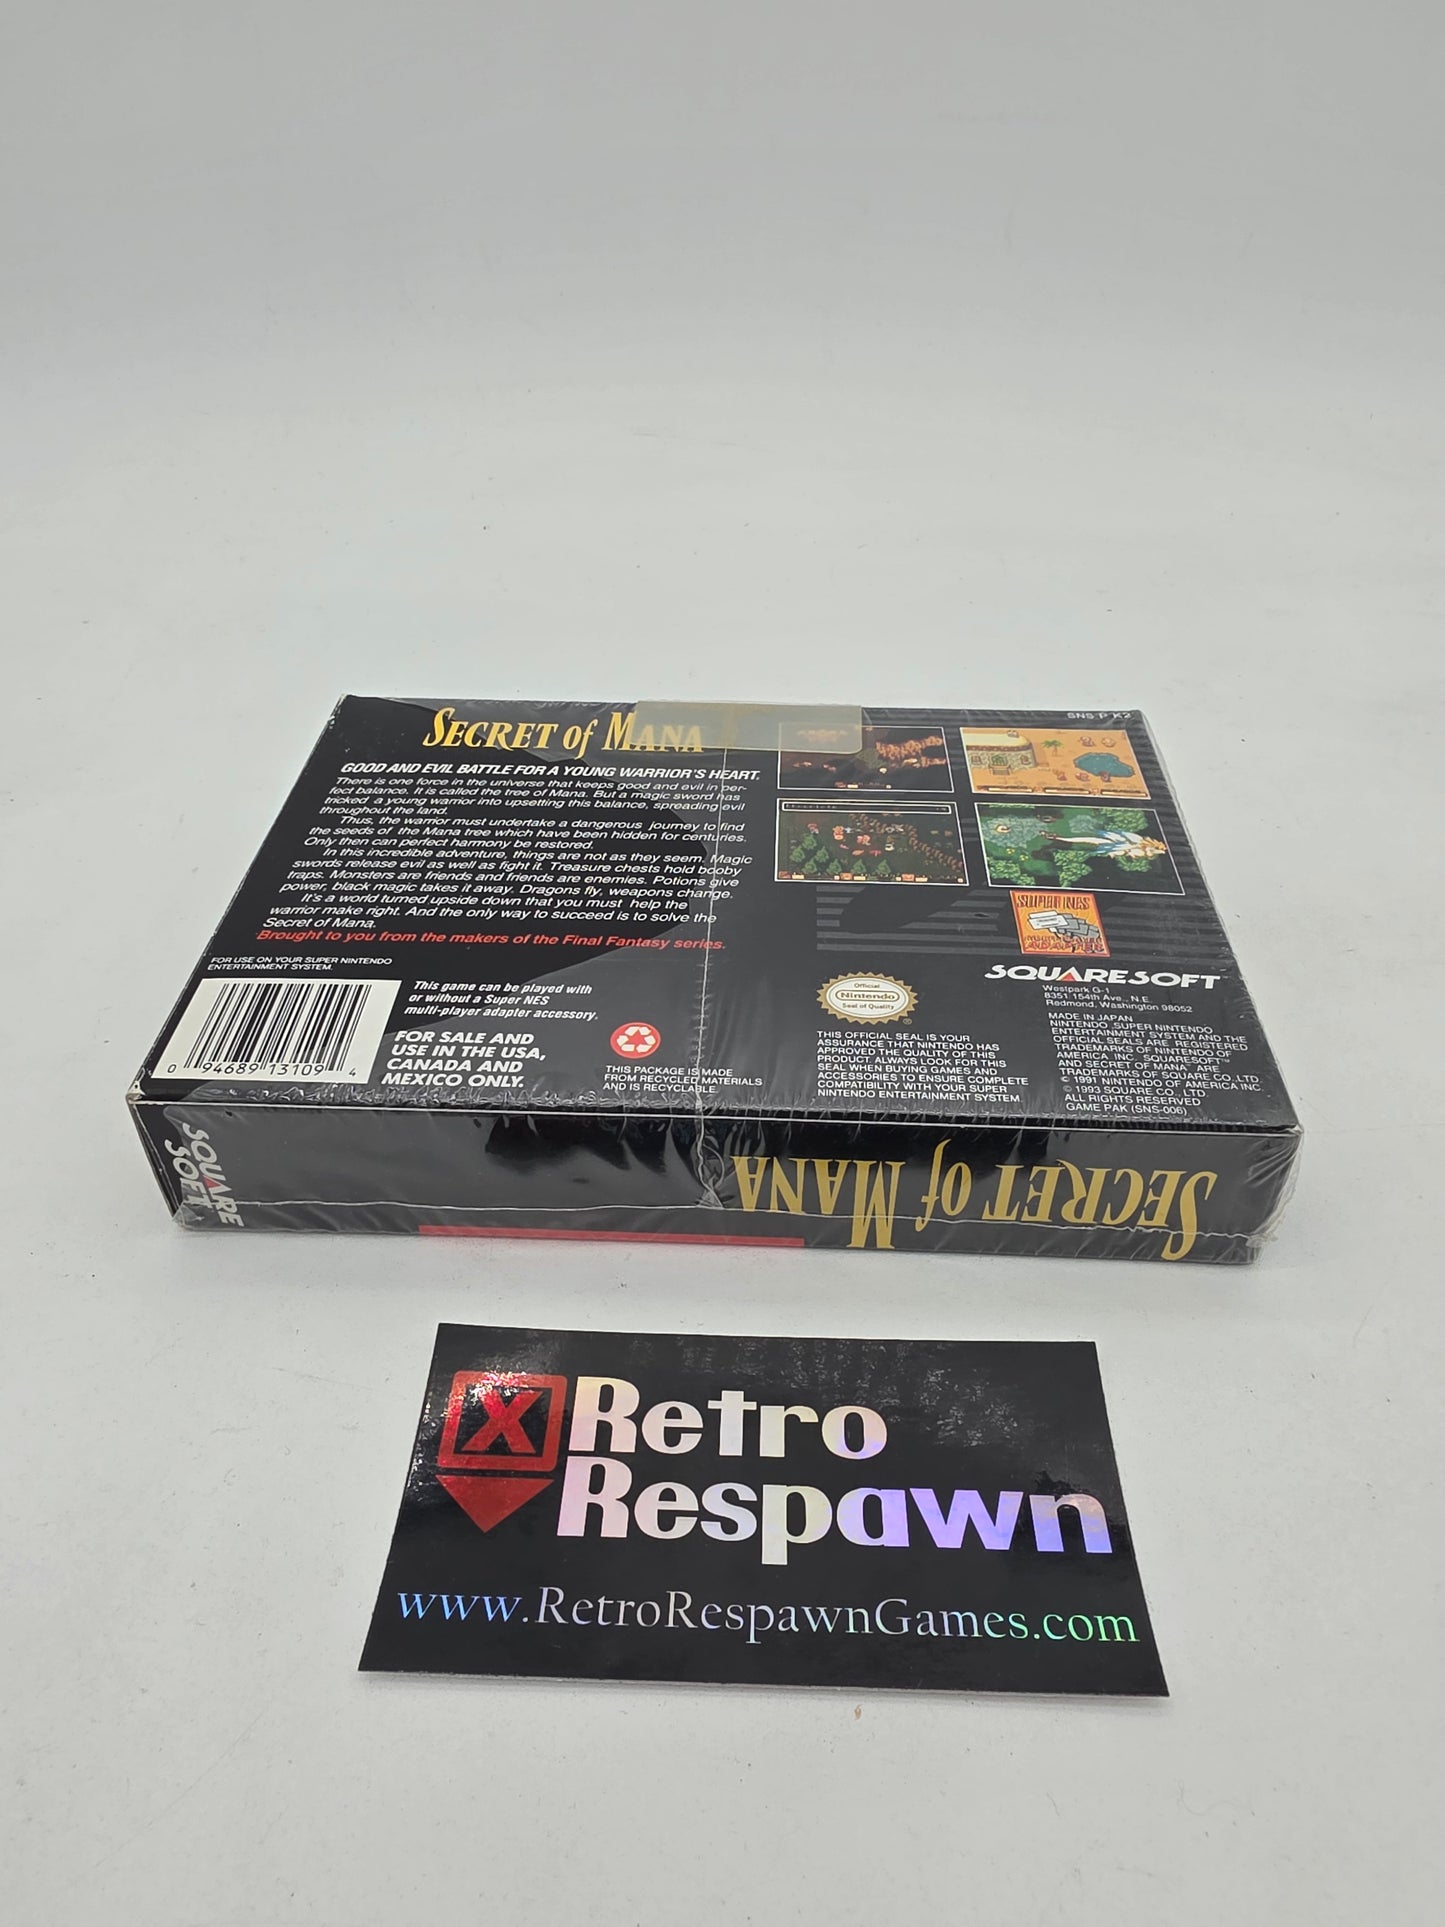 SECRET of MANA
SNS P K2
GOOD AND EVIL BATTLE FOR A YOUNG WARRIOR'S HEART.
There is one force in the universe that keeps good and evil in per-
fect balance. It is called the tree of Mana. But a magic sword has
tricked a young warrior into upsetting this balance, spreading evil
throughout the land.
Thus, the warrior must undertake a dangerous journey to find
the seeds of the Mana tree which have been hidden for centuries.
Only then can perfect harmony be restored.
In this incredible adventure, things are not as they seem. Magic
swords release evil as well as fight it. Treasure chests hold booby
traps. Monsters are friends and friends are enemies. Potions give
power, black magic takes it away. Dragons fly, weapons change.
It's a world turned upside down that you must help the
warrior make right. And the only way to succeed is to solve the
Secret of Mana.
Brought to you from the makers of the Final Fantasy series.
FOR USE ON YOUR SUPER NINTENDO
ENTERTAINMENT SYSTEM.
0 94689 13109 4
This game can be played with
or without a Super NES
multi-player adapter accessory.
FOR SALE AND
USE IN THE USA,
CANADA AND
MEXICO ONLY.
THIS PACKAGE IS MADE
FROM RECYCLED MATERIALS
AND IS RECYCLABLE
Official
Nintendo
Seal of Quality
THIS OFFICIAL SEAL IS YOUR
ASSURANCE THAT NINTENDO HAS
APPROVED THE QUALITY OF THIS
PRODUCT. ALWAYS LOOK FOR THIS
SEAL WHEN BUYING GAMES AND
ACCESSORIES TO ENSURE COMPLETE
COMPATIBILITY WITH YOUR SUPER
NINTENDO ENTERTAINMENT SYSTEM.
SUPER NES
ADAPTER
SQUARESOFT
Westpark G-1
8351 154th Ave., N.E.
Redmond, Washington 98052
MADE IN JAPAN
NINTENDO, SUPER NINTENDO
ENTERTAINMENT SYSTEM AND THE
OFFICIAL SEALS ARE REGISTERED
TRADEMARKS OF NINTENDO OF
AMERICA INC. SQUARESOFT™
AND SECRET OF MANA™ ARE
TRADEMARKS OF SQUARE CO., LTD.
© 1991 NINTENDO OF AMERICA INC.
© 1993 SQUARE CO., LTD.
ALL RIGHTS RESERVED
GAME PAK (SNS-006)
SQUARE
SOFT
SECRET of MANA
X Retro
Respawn
www.RetroRespawnGames.com